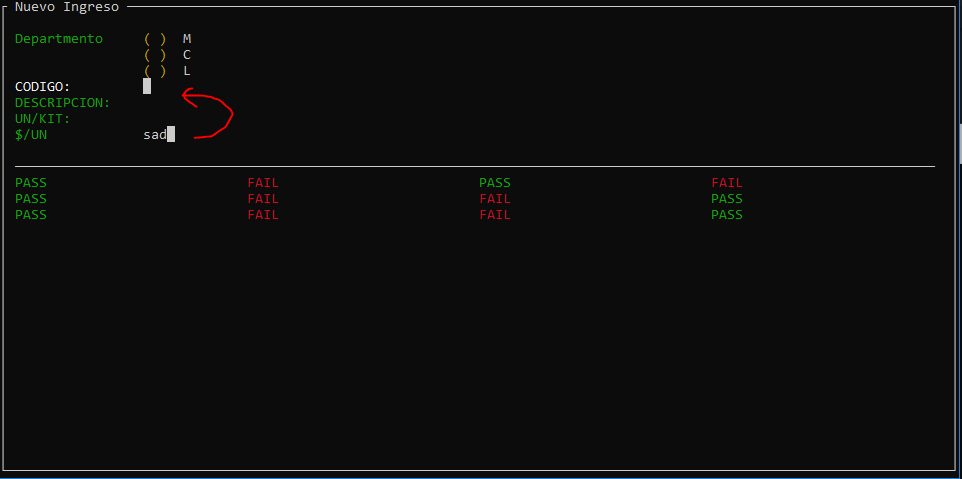 Nuevo Ingreso
Departmento ( ) M
( ) C
( ) L
CODIGO:
DESCRIPCION:
UN/KIT:
$/UN sad
PASS FAIL PASS FAIL
PASS FAIL FAIL PASS
PASS FAIL FAIL PASS